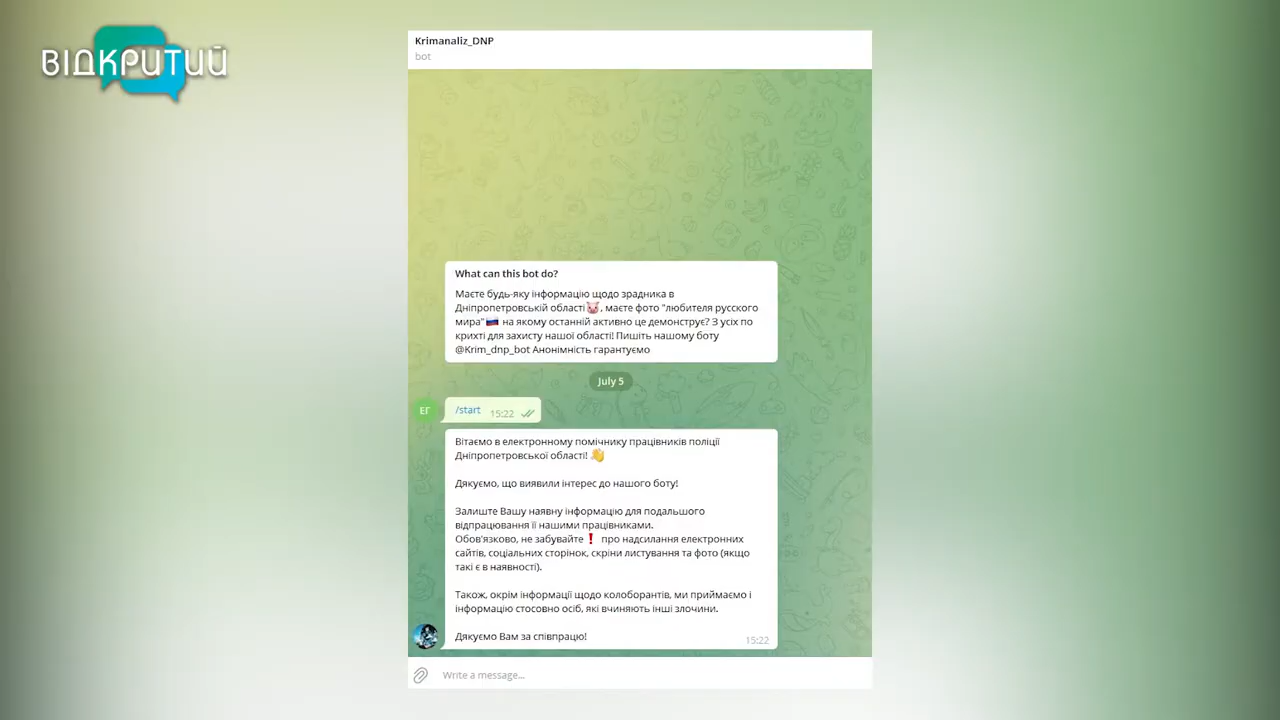 ВІДКРИТИЙ
Krimanaliz_DNP
bot
What can this bot do?
Маєте будь-яку інформацію щодо зрадника в
Дніпропетровській області🐷, маєте фото "любителя русского
мира"🇷🇺 на якому останній активно це демонструє? З усіх по
крихті для захисту нашої області! Пишіть нашому боту
@Krim_dnp_bot Анонімність гарантуємо
July 5
ЕГ
/start 15:22
Вітаємо в електронному помічнику працівників поліції
Дніпропетровської області! 👋
Дякуємо, що виявили інтерес до нашого боту!
Залиште Вашу наявну інформацію для подальшого
відпрацювання її нашими працівниками.
Обов'язково, не забувайте❗ про надсилання електронних
сайтів, соціальних сторінок, скріни листування та фото (якщо
такі є в наявності).
Також, окрім інформації щодо колоборантів, ми приймаємо і
інформацію стосовно осіб, які вчиняють інші злочини.
Дякуємо Вам за співпрацю!
15:22
Write a message...